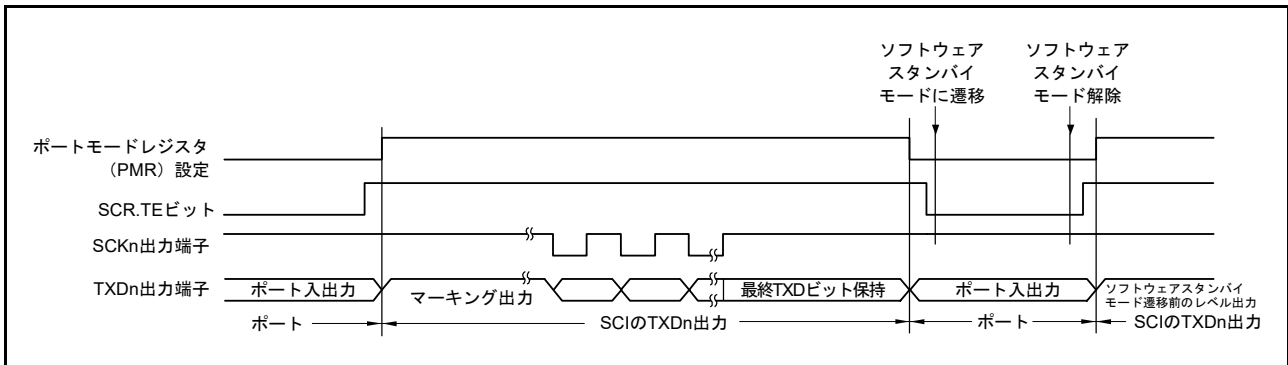 ソフトウェア
スタンバイ
モードに遷移
ソフトウェア
スタンバイ
モード解除
ポートモードレジスタ
（PMR）設定
SCR.TEビット
SCKn出力端子
TXDn出力端子
ポート入出力
マーキング出力
最終TXDビット保持
ポート入出力
ソフトウェアスタンバイ
モード遷移前のレベル出力
ポート
SCIのTXDn出力
ポート
SCIのTXDn出力